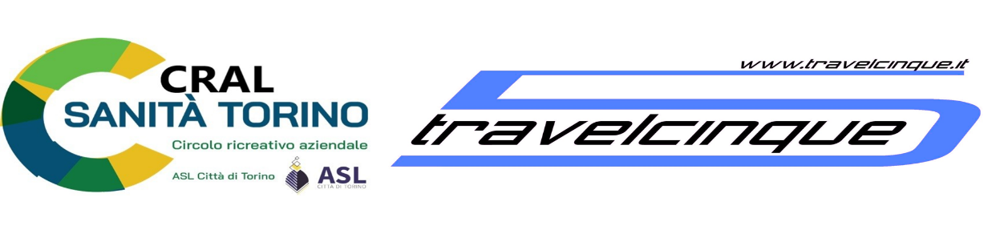 CRAL
SANITÀ TORINO
Circolo ricreativo aziendale
ASL Città di Torino
ASL
CITTÀ DI TORINO
www.travelcinque.it
travelcinque